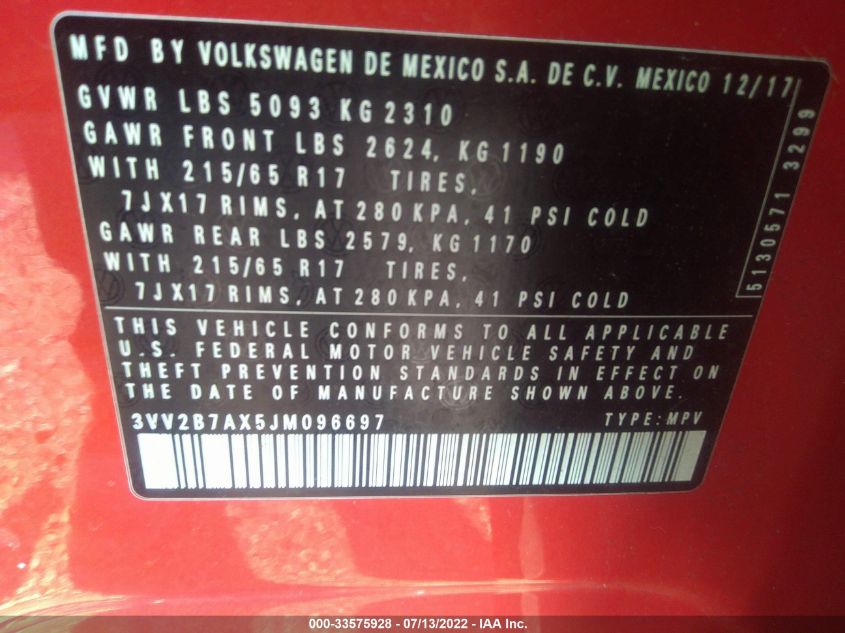 MFD BY VOLKSWAGEN DE MEXICO S.A. DE C.V. MEXICO 12/17
GVWR LBS 5093 KG 2310
GAWR FRONT LBS 2624, KG 1190
WITH 215/65 R17 TIRES,
7JX17 RIMS, AT 280 KPA, 41 PSI COLD
GAWR REAR LBS 2579, KG 1170
WITH 215/65 R17 TIRES,
7JX17 RIMS, AT 280 KPA, 41 PSI COLD
5130571 3299
THIS VEHICLE CONFORMS TO ALL APPLICABLE
U.S. FEDERAL MOTOR VEHICLE SAFETY AND
THEFT PREVENTION STANDARDS IN EFFECT ON
THE DATE OF MANUFACTURE SHOWN ABOVE.
3VV2B7AX5JM096697 TYPE: MPV
000-33575928 - 07/13/2022 - IAA Inc.